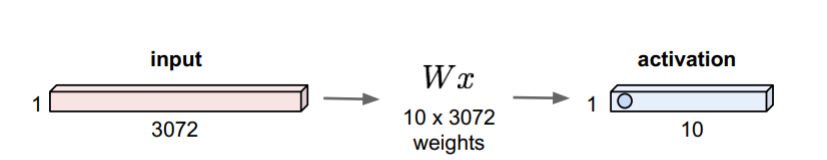 input
1
3072
Wx
10 x 3072
weights
activation
1
10